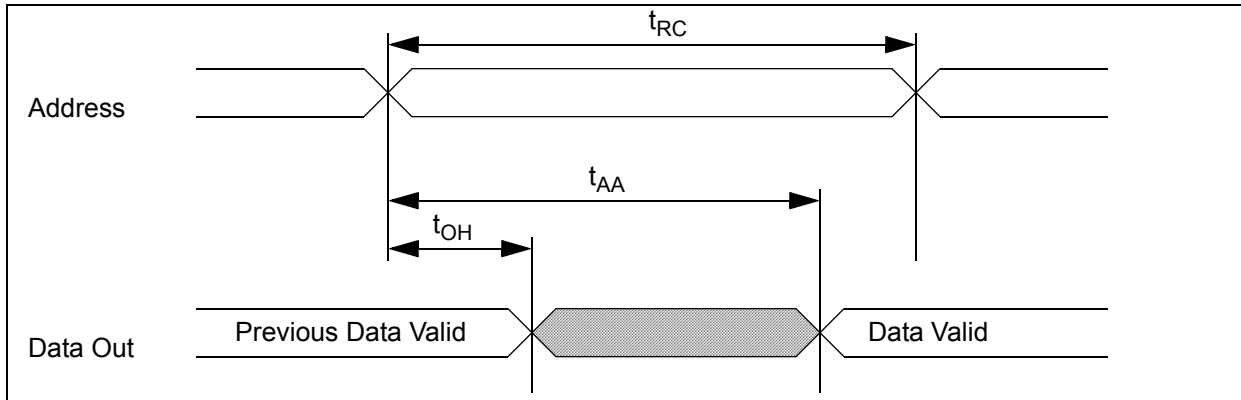 tRC
Address
tAA
tOH
Previous Data Valid
Data Valid
Data Out